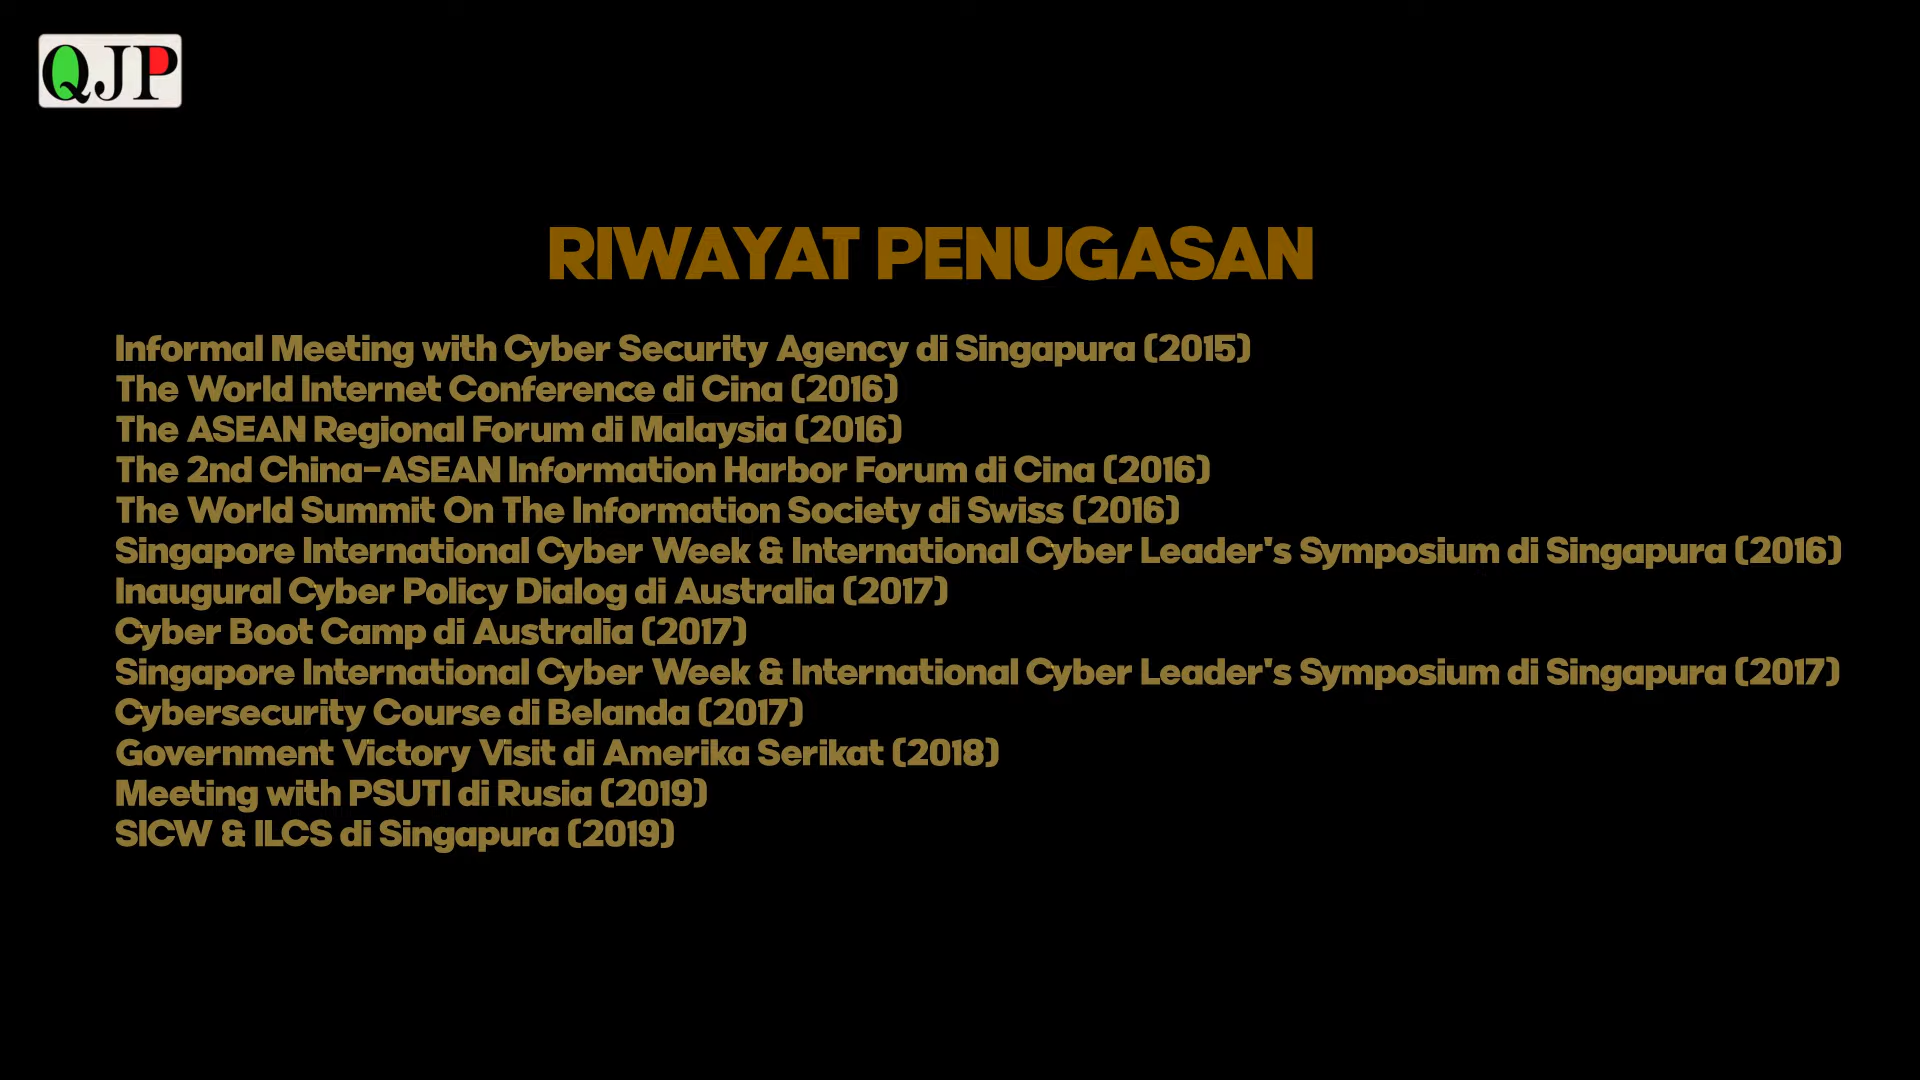 QJP
RIWAYAT PENUGASAN
Informal Meeting with Cyber Security Agency di Singapura (2015)
The World Internet Conference di Cina (2016)
The ASEAN Regional Forum di Malaysia (2016)
The 2nd China-ASEAN Information Harbor Forum di Cina (2016)
The World Summit On The Information Society di Swiss (2016)
Singapore International Cyber Week & International Cyber Leader's Symposium di Singapura (2016)
Inaugural Cyber Policy Dialog di Australia (2017)
Cyber Boot Camp di Australia (2017)
Singapore International Cyber Week & International Cyber Leader's Symposium di Singapura (2017)
Cybersecurity Course di Belanda (2017)
Government Victory Visit di Amerika Serikat (2018)
Meeting with PSUTI di Rusia (2019)
SICW & ILCS di Singapura (2019)